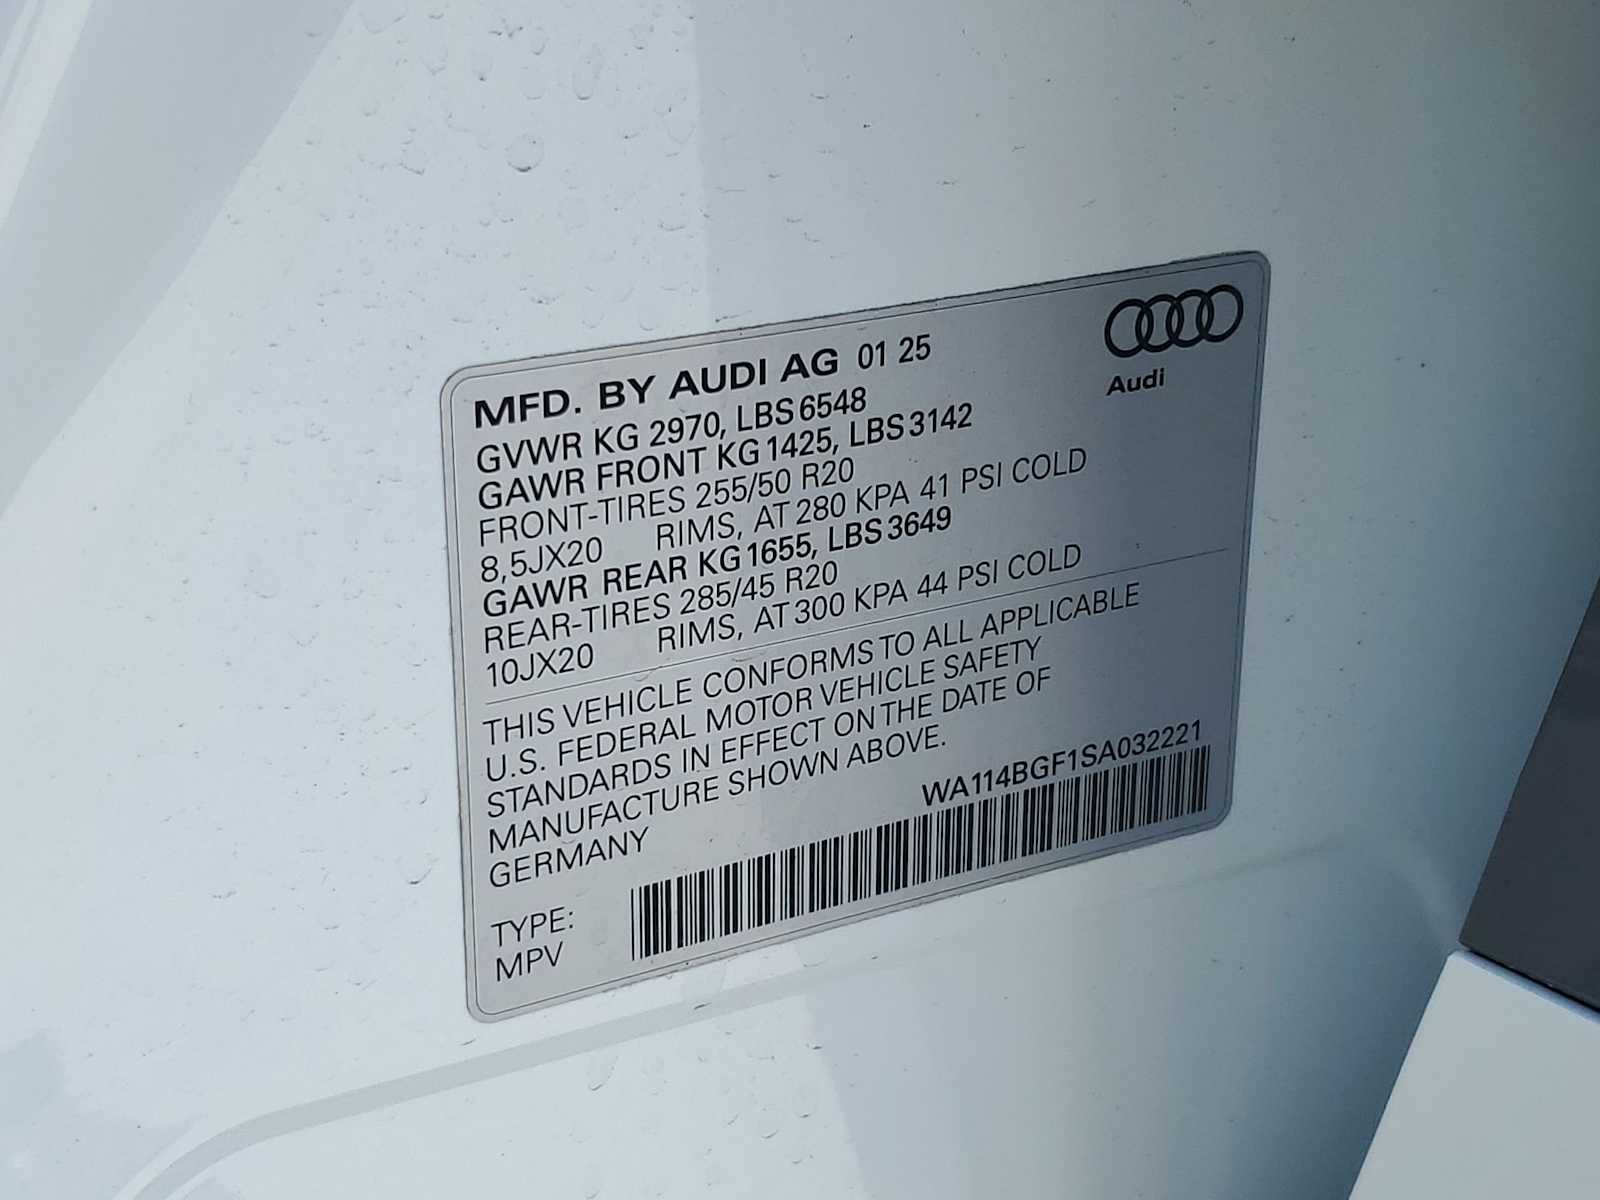 MFD. BY AUDI AG 01 25
Audi
GVWR KG 2970, LBS 6548
GAWR FRONT KG 1425, LBS 3142
FRONT-TIRES 255/50 R20
8,5JX20 RIMS, AT 280 KPA 41 PSI COLD
GAWR REAR KG 1655, LBS 3649
REAR-TIRES 285/45 R20
10JX20 RIMS, AT 300 KPA 44 PSI COLD
THIS VEHICLE CONFORMS TO ALL APPLICABLE
U.S. FEDERAL MOTOR VEHICLE SAFETY
STANDARDS IN EFFECT ON THE DATE OF
MANUFACTURE SHOWN ABOVE.
GERMANY
WA114BGF1SA032221
TYPE:
MPV